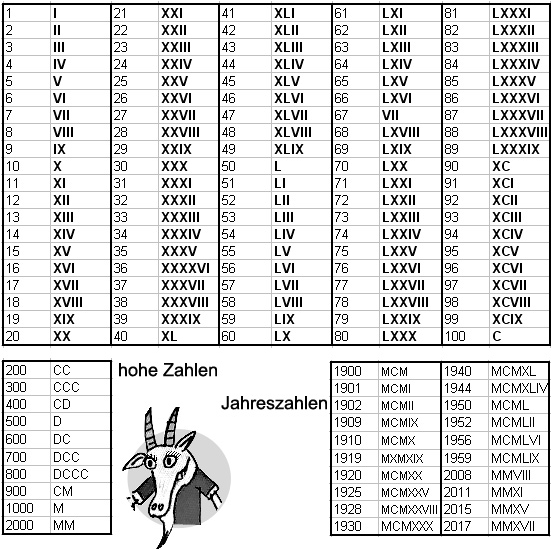 1 I 21 XXI 41 XLI 61 LXI 81 LXXXI
2 II 22 XXII 42 XLII 62 LXII 82 LXXXII
3 III 23 XXIII 43 XLIII 63 LXIII 83 LXXXIII
4 IV 24 XXIV 44 XLIV 64 LXIV 84 LXXXIV
5 V 25 XXV 45 XLV 65 LXV 85 LXXXV
6 VI 26 XXVI 46 XLVI 66 LXVI 86 LXXXVI
7 VII 27 XXVII 47 XLVII 67 VII 87 LXXXVII
8 VIII 28 XXVIII 48 XLVIII 68 LXVIII 88 LXXXVIII
9 IX 29 XXIX 49 XLIX 69 LXIX 89 LXXXIX
10 X 30 XXX 50 L 70 LXX 90 XC
11 XI 31 XXXI 51 LI 71 LXXI 91 XCI
12 XII 32 XXXII 52 LII 72 LXXII 92 XCII
13 XIII 33 XXXIII 53 LIII 73 LXXIII 93 XCIII
14 XIV 34 XXXIV 54 LIV 74 LXXIV 94 XCIV
15 XV 35 XXXV 55 LV 75 LXXV 95 XCV
16 XVI 36 XXXXVI 56 LVI 76 LXXVI 96 XCVI
17 XVII 37 XXXVII 57 LVII 77 LXXVII 97 XCVII
18 XVIII 38 XXXVIII 58 LVIII 78 LXXVIII 98 XCVIII
19 XIX 39 XXXIX 59 LIX 79 LXXIX 99 XCIX
20 XX 40 XL 60 LX 80 LXXX 100 C
200 CC
300 CCC
400 CD
500 D
600 DC
700 DCC
800 DCCC
900 CM
1000 M
2000 MM
hohe Zahlen
Jahreszahlen
1900 MCM 1940 MCMXL
1901 MCMI 1944 MCMXLIV
1902 MCMII 1950 MCML
1909 MCMIX 1952 MCMLII
1910 MCMX 1956 MCMLVI
1919 MXMXIX 1959 MCMLIX
1920 MCMXX 2008 MMVIII
1925 MCMXXV 2011 MMXI
1928 MCMXXVIII 2015 MMXV
1930 MCMXXX 2017 MMXVII